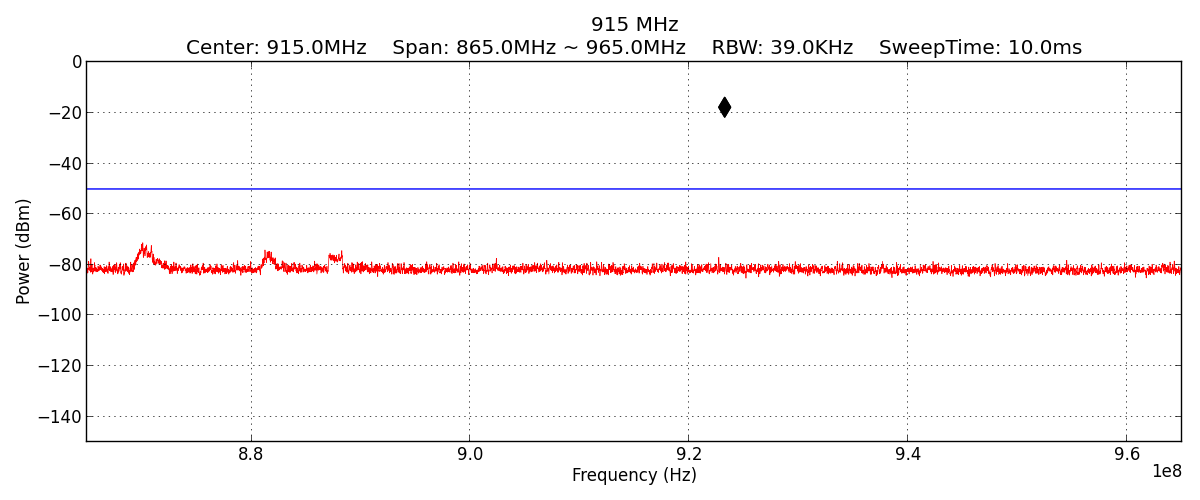 915 MHz
Center: 915.0MHz    Span: 865.0MHz ~ 965.0MHz    RBW: 39.0KHz    SweepTime: 10.0ms
0
−20
−40
−60
−80
−100
−120
−140
Power (dBm)
8.8 9.0 9.2 9.4 9.6
1e8
Frequency (Hz)